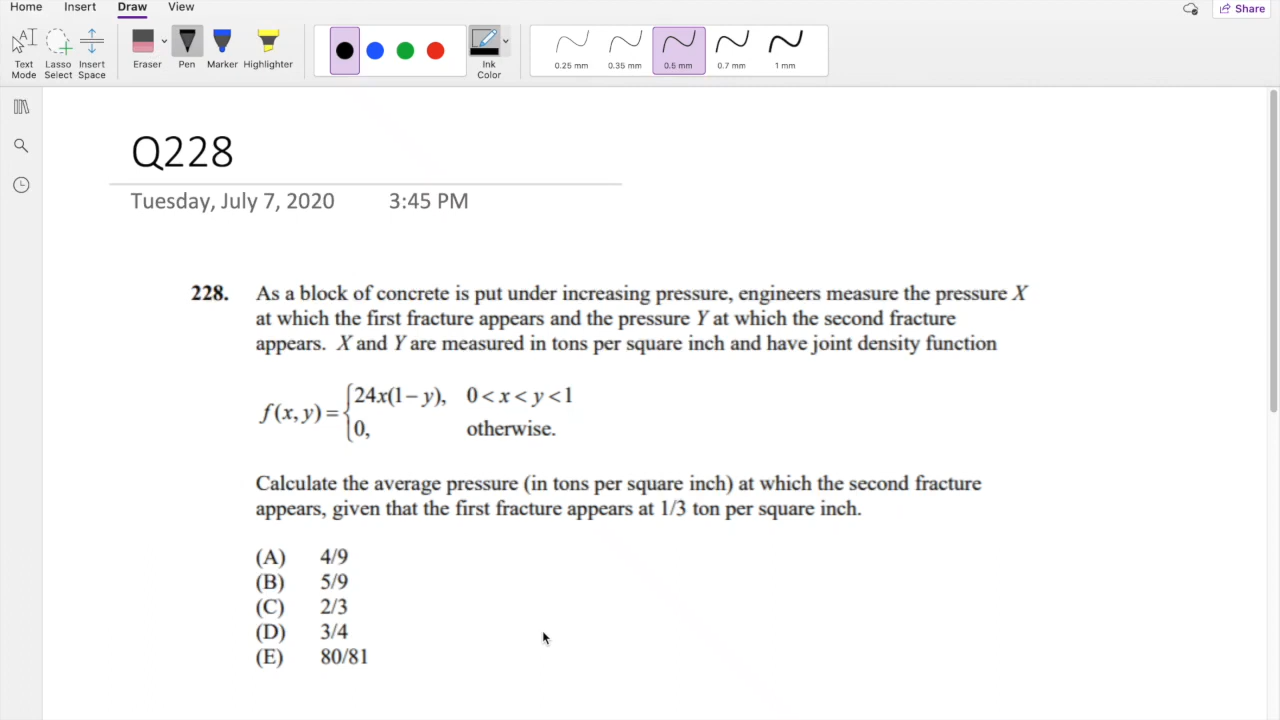 Home Insert Draw View
Share
Text Mode
Lasso Select
Insert Space
Eraser
Pen
Marker
Highlighter
Ink Color
0.25 mm
0.35 mm
0.5 mm
0.7 mm
1 mm
Q228
Tuesday, July 7, 2020 3:45 PM
228. As a block of concrete is put under increasing pressure, engineers measure the pressure X
at which the first fracture appears and the pressure Y at which the second fracture
appears. X and Y are measured in tons per square inch and have joint density function
f(x, y) = {24x(1− y), 0 < x < y < 1
0, otherwise.
Calculate the average pressure (in tons per square inch) at which the second fracture
appears, given that the first fracture appears at 1/3 ton per square inch.
(A) 4/9
(B) 5/9
(C) 2/3
(D) 3/4
(E) 80/81